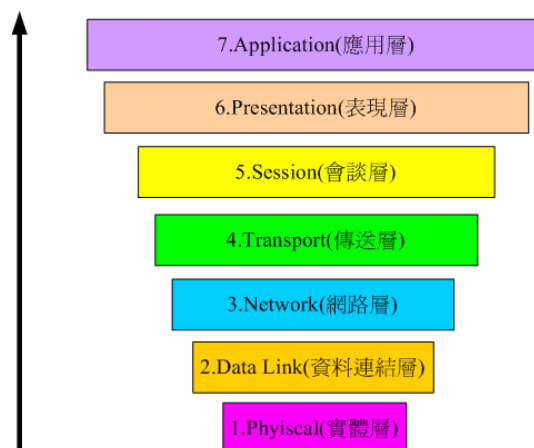 7.Application(應用層)
6.Presentation(表現層)
5.Session(會談層)
4.Transport(傳送層)
3.Network(網路層)
2.Data Link(資料連結層)
1.Phyiscal(實體層)